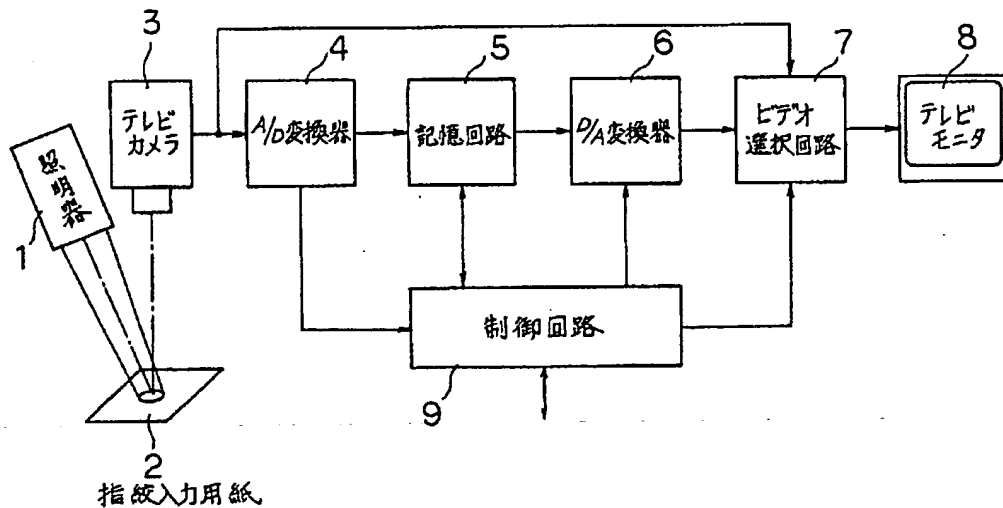 3
テレビ
カメラ
4
A/D変換器
5
記憶回路
6
D/A変換器
7
ビデオ
選択回路
8
テレビ
モニタ
照明器
1
制御回路
9
2
指紋入力用紙